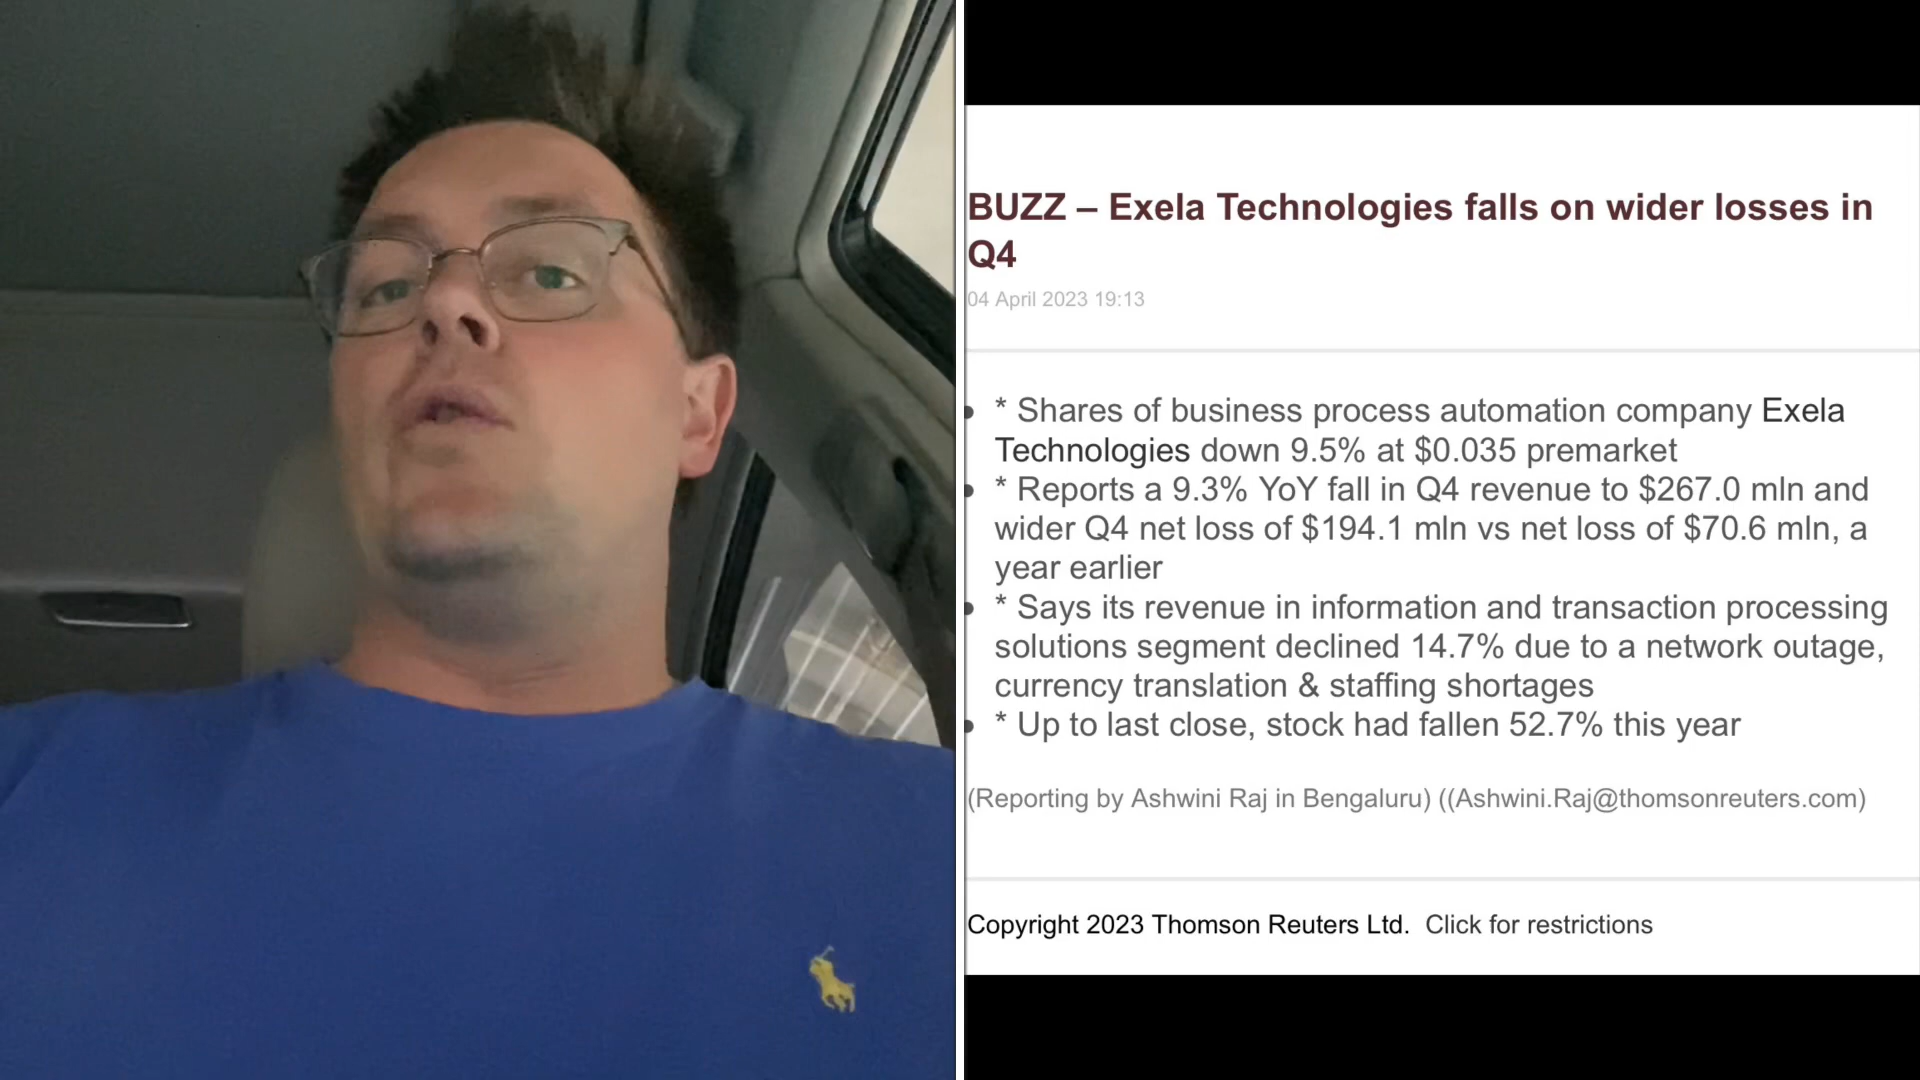 BUZZ – Exela Technologies falls on wider losses in
Q4
04 April 2023 19:13
* Shares of business process automation company Exela
Technologies down 9.5% at $0.035 premarket
* Reports a 9.3% YoY fall in Q4 revenue to $267.0 mln and
wider Q4 net loss of $194.1 mln vs net loss of $70.6 mln, a
year earlier
* Says its revenue in information and transaction processing
solutions segment declined 14.7% due to a network outage,
currency translation & staffing shortages
* Up to last close, stock had fallen 52.7% this year
(Reporting by Ashwini Raj in Bengaluru) ((Ashwini.Raj@thomsonreuters.com)
Copyright 2023 Thomson Reuters Ltd.  Click for restrictions